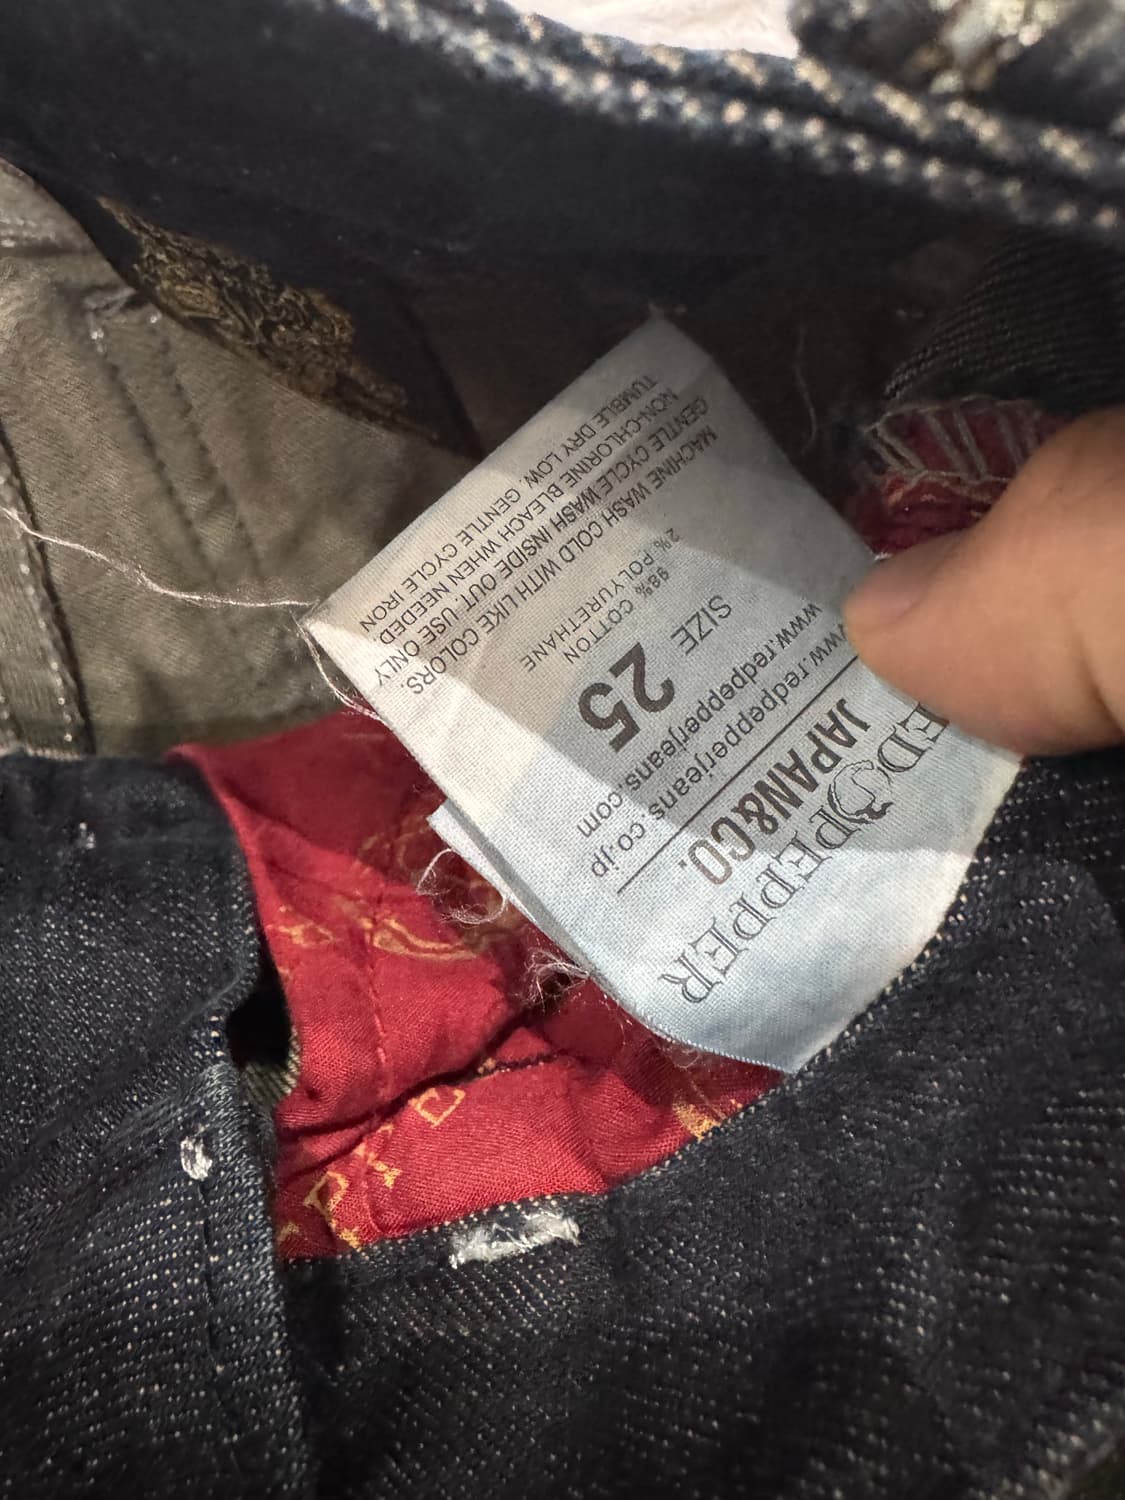 ED PEPPER
JAPAN&CO.
www.redpepperjeans.co.jp
www.redpepperjeans.com
SIZE
25
98% COTTON
2% POLYURETHANE
MACHINE WASH COLD WITH LIKE COLORS.
GENTLE CYCLE WASH INSIDE OUT. USE ONLY
NON-CHLORINE BLEACH WHEN NEEDED
TUMBLE DRY LOW. GENTLE CYCLE IRON